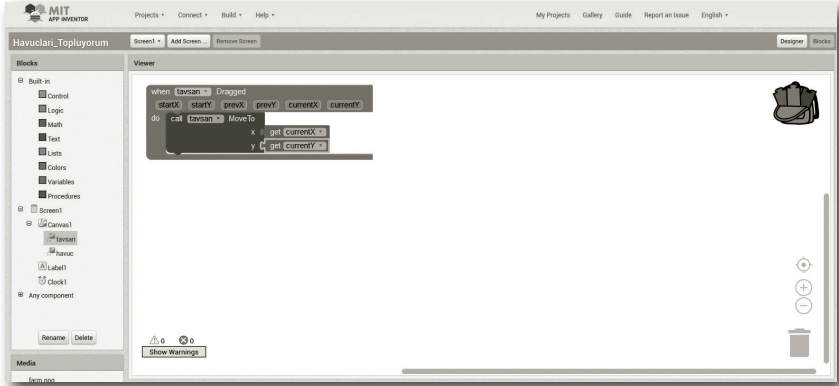 MIT
APP INVENTOR
Projects Connect Build Help My Projects Gallery Guide Report an Issue English
Havuclari_Topluyorum Screen1 Add Screen ... Remove Screen Designer Blocks
Blocks Viewer
Built-in
Control
Logic
Math
Text
Lists
Colors
Variables
Procedures
Screen1
Canvas1
tavsan
havuc
A Label1
Clock1
Any component
Rename Delete
Media
farm.png
when tavsan Dragged
startX startY prevX prevY currentX currentY
do call tavsan .MoveTo
x get currentX
y get currentY
0 0
Show Warnings